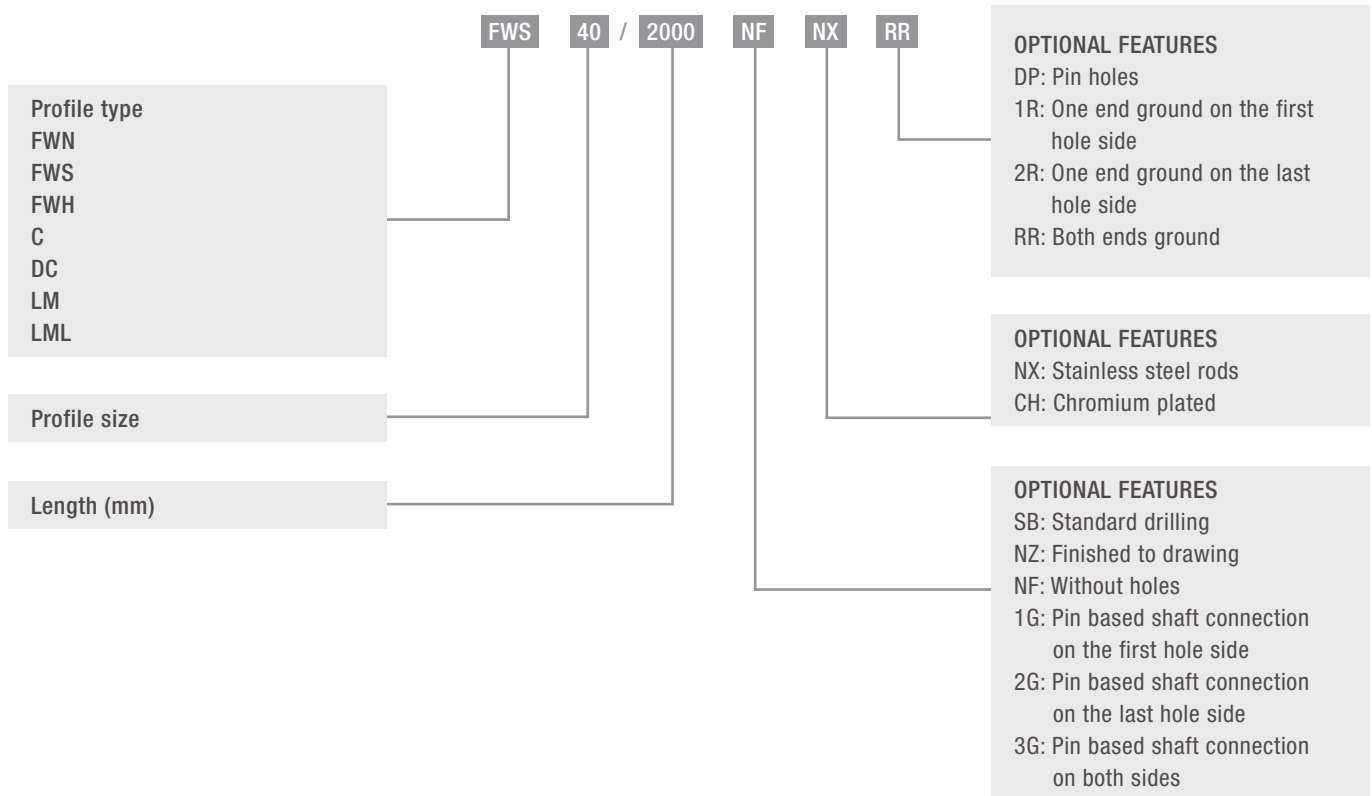 FWS 40 / 2000 NF NX RR
Profile type
FWN
FWS
FWH
C
DC
LM
LML
Profile size
Length (mm)
OPTIONAL FEATURES
DP: Pin holes
1R: One end ground on the first
hole side
2R: One end ground on the last
hole side
RR: Both ends ground
OPTIONAL FEATURES
NX: Stainless steel rods
CH: Chromium plated
OPTIONAL FEATURES
SB: Standard drilling
NZ: Finished to drawing
NF: Without holes
1G: Pin based shaft connection
on the first hole side
2G: Pin based shaft connection
on the last hole side
3G: Pin based shaft connection
on both sides